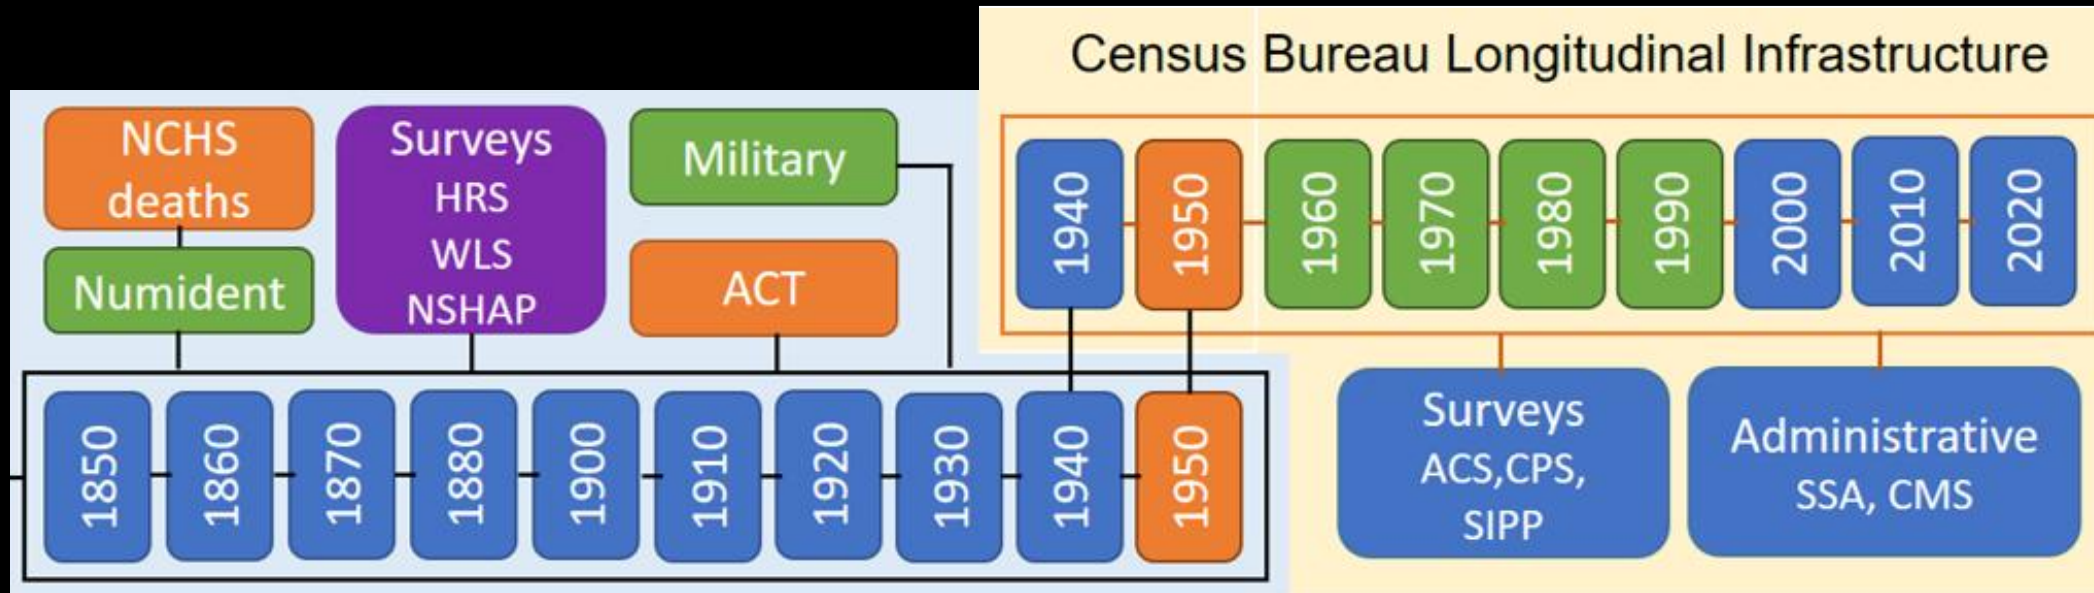 Census Bureau Longitudinal Infrastructure
NCHS
deaths
Numident
Surveys
HRS
WLS
NSHAP
Military
ACT
1940
1950
1960
1970
1980
1990
2000
2010
2020
1850
1860
1870
1880
1900
1910
1920
1930
1940
1950
Surveys
ACS,CPS,
SIPP
Administrative
SSA, CMS